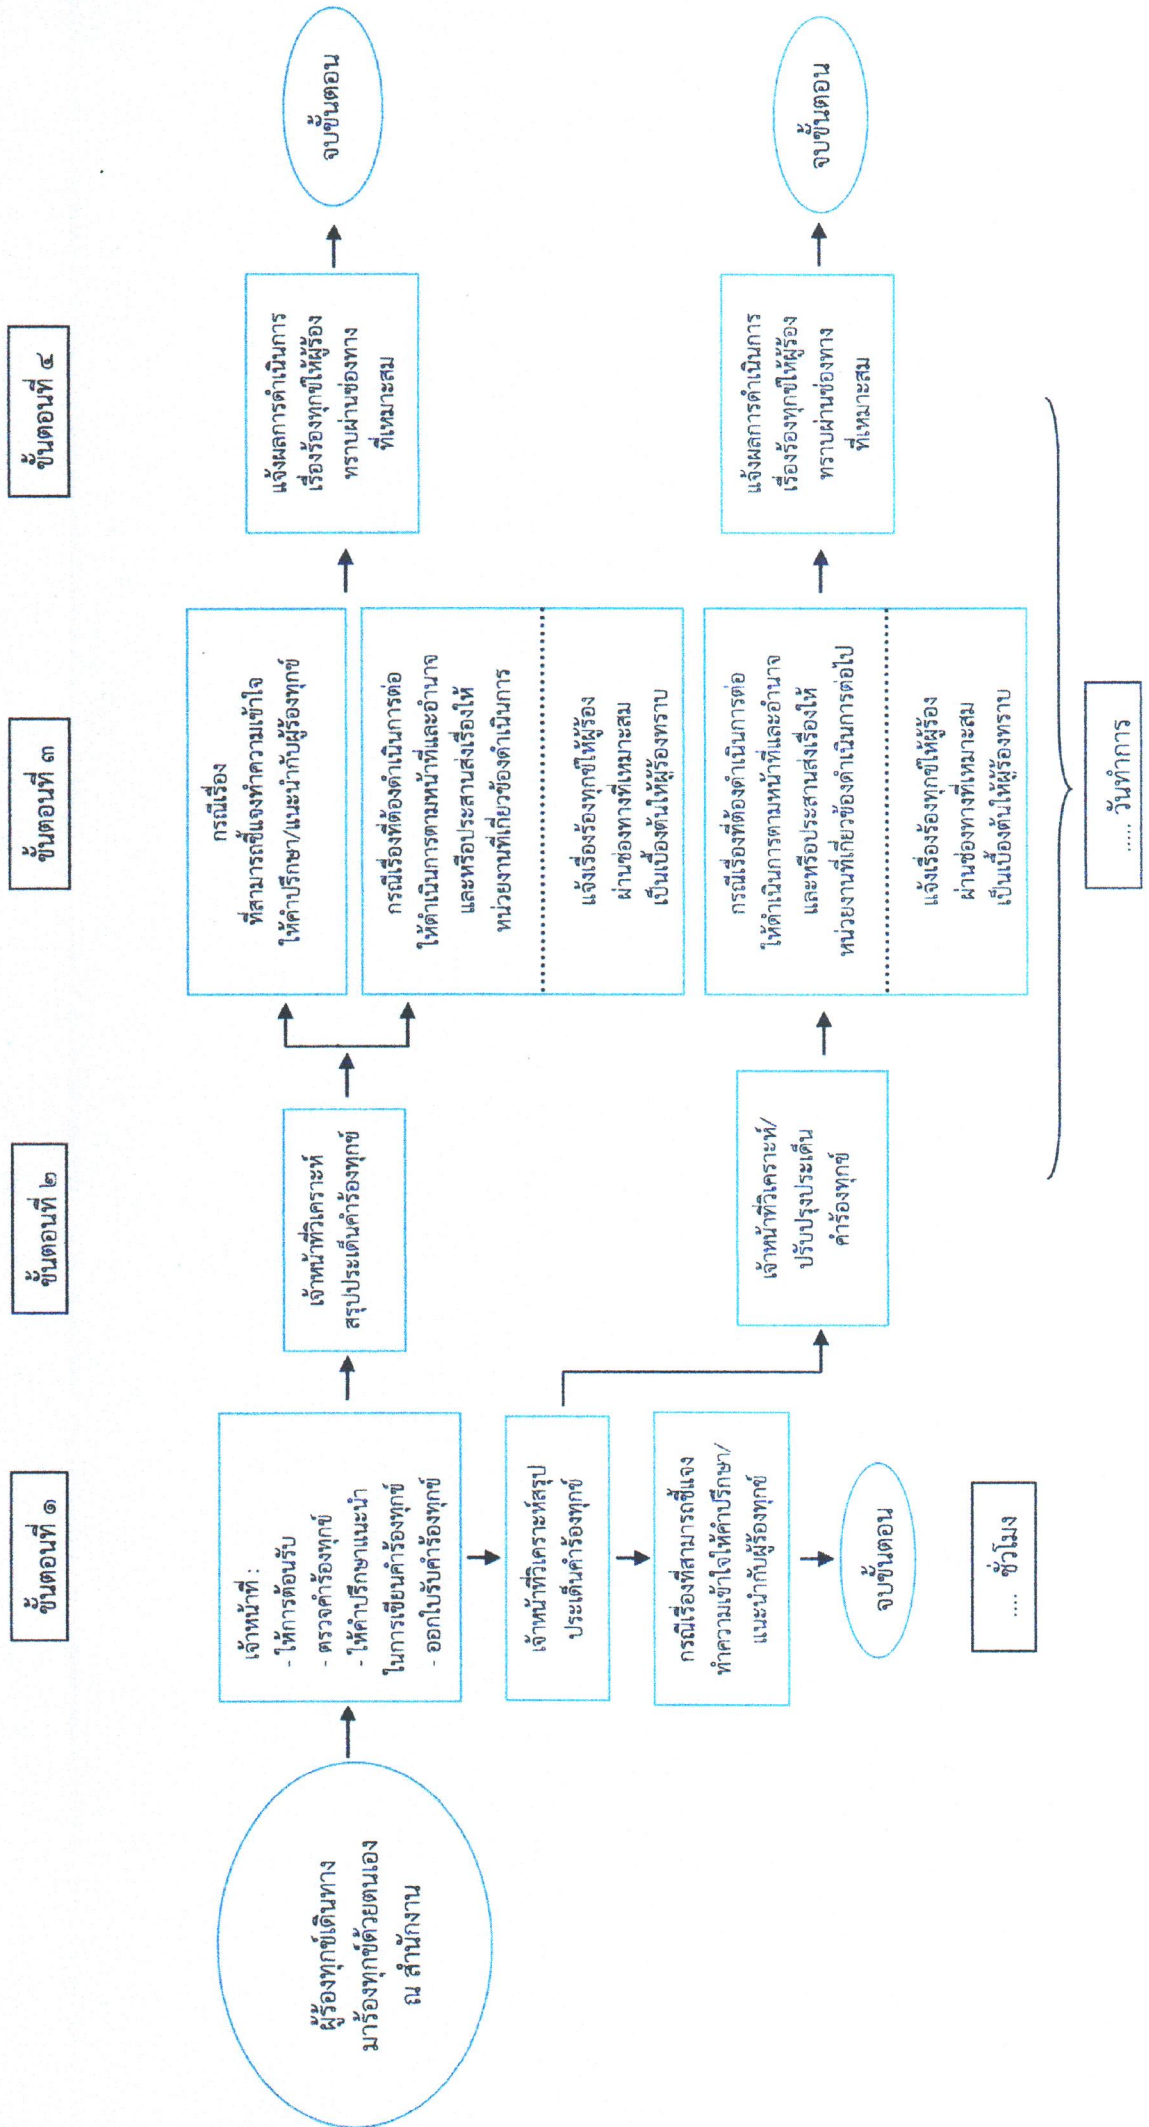 ขั้นตอนที่ ๑
ขั้นตอนที่ ๒
ขั้นตอนที่ ๓
ขั้นตอนที่ ๔
ผู้ร้องทุกข์เดินทาง
มาร้องทุกข์ด้วยตนเอง
ณ สำนักงาน
เจ้าหน้าที่ :
- ให้การต้อนรับ
- ตรวจคำร้องทุกข์
- ให้คำปรึกษาแนะนำ
ในการเขียนคำร้องทุกข์
- ออกใบรับคำร้องทุกข์
เจ้าหน้าที่วิเคราะห์
สรุปประเด็นคำร้องทุกข์
กรณีเรื่อง
ที่สามารถชี้แจงทำความเข้าใจ
ให้คำปรึกษา/แนะนำกับผู้ร้องทุกข์
กรณีเรื่องที่ต้องดำเนินการต่อ
ให้ดำเนินการตามหน้าที่และอำนาจ
และหรือประสานส่งเรื่องให้
หน่วยงานที่เกี่ยวข้องดำเนินการ
แจ้งเรื่องร้องทุกข์ให้ผู้ร้อง
ผ่านช่องทางที่เหมาะสม
เป็นเบื้องต้นให้ผู้ร้องทราบ
แจ้งผลการดำเนินการ
เรื่องร้องทุกข์ให้ผู้ร้อง
ทราบผ่านช่องทาง
ที่เหมาะสม
จบขั้นตอน
เจ้าหน้าที่วิเคราะห์สรุป
ประเด็นคำร้องทุกข์
กรณีเรื่องที่สามารถชี้แจง
ทำความเข้าใจให้คำปรึกษา/
แนะนำกับผู้ร้องทุกข์
จบขั้นตอน
เจ้าหน้าที่วิเคราะห์/
ปรับปรุงประเด็น
คำร้องทุกข์
กรณีเรื่องที่ต้องดำเนินการต่อ
ให้ดำเนินการตามหน้าที่และอำนาจ
และหรือประสานส่งเรื่องให้
หน่วยงานที่เกี่ยวข้องดำเนินการต่อไป
แจ้งเรื่องร้องทุกข์ให้ผู้ร้อง
ผ่านช่องทางที่เหมาะสม
เป็นเบื้องต้นให้ผู้ร้องทราบ
แจ้งผลการดำเนินการ
เรื่องร้องทุกข์ให้ผู้ร้อง
ทราบผ่านช่องทาง
ที่เหมาะสม
จบขั้นตอน
.... ชั่วโมง
..... วันทำการ